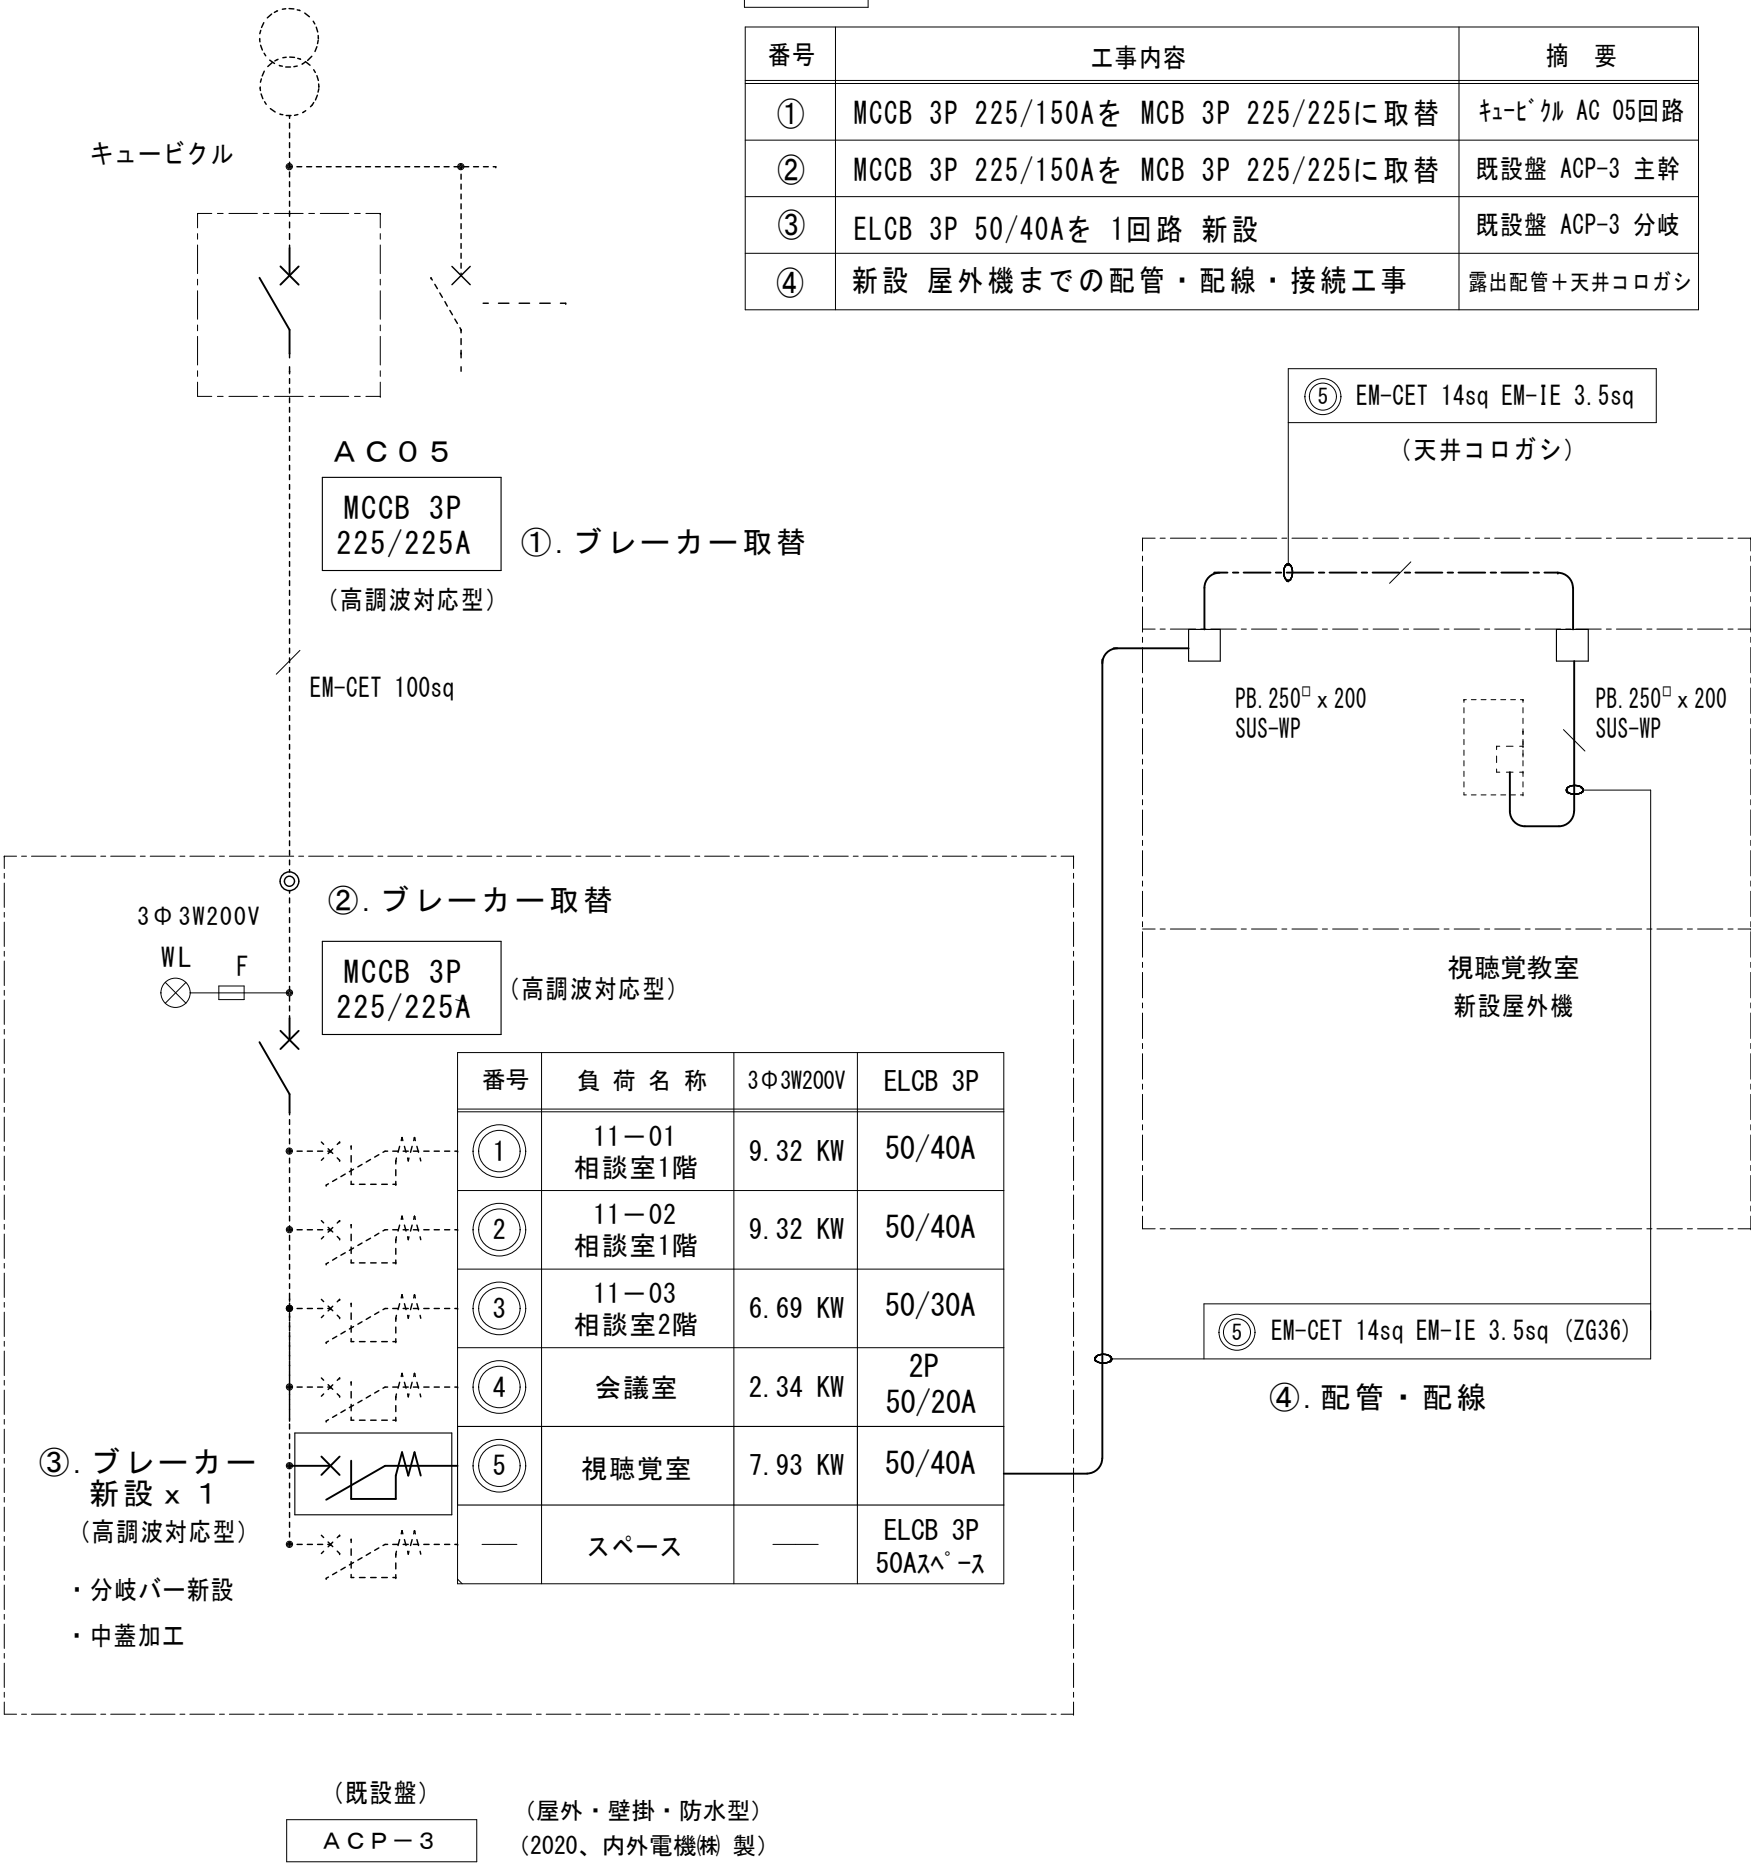 番号 工事内容 摘 要
① MCCB 3P 225/150Aを MCB 3P 225/225に取替 ｷｭｰﾋﾞｸﾙ AC 05回路
② MCCB 3P 225/150Aを MCB 3P 225/225に取替 既設盤 ACP-3 主幹
③ ELCB 3P 50/40Aを 1回路 新設 既設盤 ACP-3 分岐
④ 新設 屋外機までの配管・配線・接続工事 露出配管＋天井コロガシ
キュービクル
ＡＣ０５
MCCB 3P
225/225A
①. ブレーカー取替
（高調波対応型）
EM-CET 100sq
⑤ EM-CET 14sq EM-IE 3.5sq
（天井コロガシ）
PB. 250□ x 200
SUS-WP
PB. 250□ x 200
SUS-WP
視聴覚教室
新設屋外機
⑤ EM-CET 14sq EM-IE 3.5sq (ZG36)
④. 配管・配線
②. ブレーカー取替
3Φ3W200V
WL F
MCCB 3P
225/225A
（高調波対応型）
番号 負 荷 名 称 3Φ3W200V ELCB 3P
① 11－01 相談室1階 9.32 KW 50/40A
② 11－02 相談室1階 9.32 KW 50/40A
③ 11－03 相談室2階 6.69 KW 50/30A
④ 会議室 2.34 KW 2P 50/20A
⑤ 視聴覚室 7.93 KW 50/40A
― スペース ― ELCB 3P 50Aｽﾍﾟｰｽ
③. ブレーカー
新設 x 1
（高調波対応型）
・分岐バー新設
・中蓋加工
（既設盤）
ＡＣＰ－３
（屋外・壁掛・防水型）
（2020、内外電機㈱ 製）